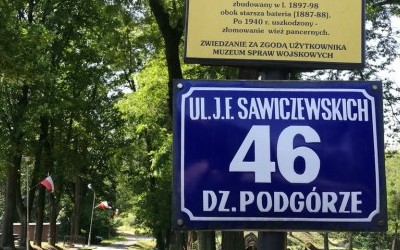 zbudowany w l. 1897-98
obok starsza bateria (1887-88).
Po 1940 r. uszkodzony -
złomowanie wież pancernych.
ZWIEDZANIE ZA ZGODĄ UŻYTKOWNIKA
MUZEUM SPRAW WOJSKOWYCH
UL. J.F. SAWICZEWSKICH
46
DZ. PODGÓRZE